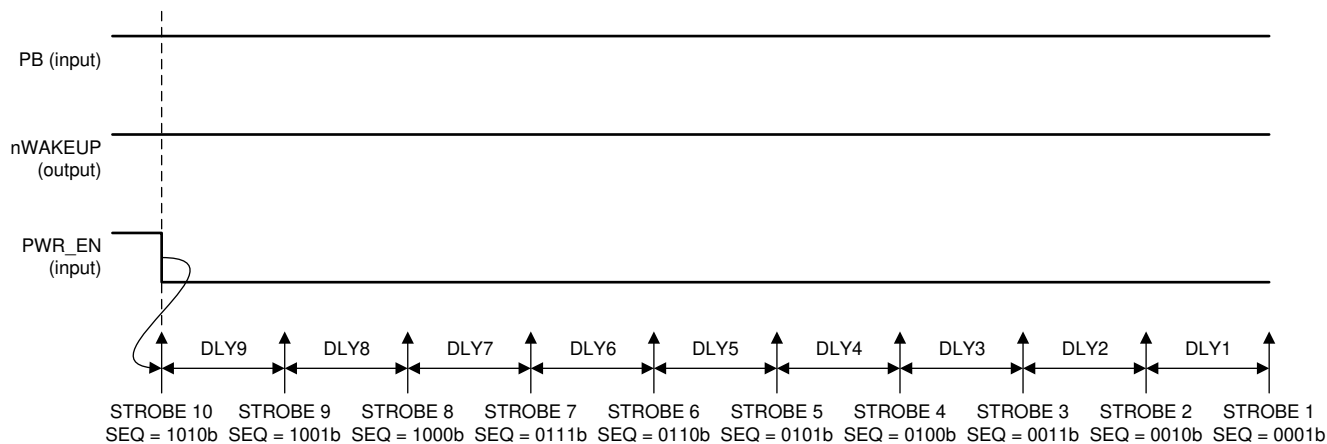 PB (input)
nWAKEUP
(output)
PWR_EN
(input)
DLY9 DLY8 DLY7 DLY6 DLY5 DLY4 DLY3 DLY2 DLY1
STROBE 10 STROBE 9 STROBE 8 STROBE 7 STROBE 6 STROBE 5 STROBE 4 STROBE 3 STROBE 2 STROBE 1
SEQ = 1010b SEQ = 1001b SEQ = 1000b SEQ = 0111b SEQ = 0110b SEQ = 0101b SEQ = 0100b SEQ = 0011b SEQ = 0010b SEQ = 0001b